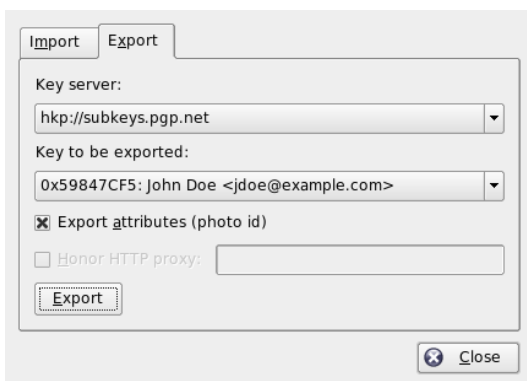 Import Export
Key server:
hkp://subkeys.pgp.net
Key to be exported:
0x59847CF5: John Doe <jdoe@example.com>
Export attributes (photo id)
Honor HTTP proxy:
Export
Close